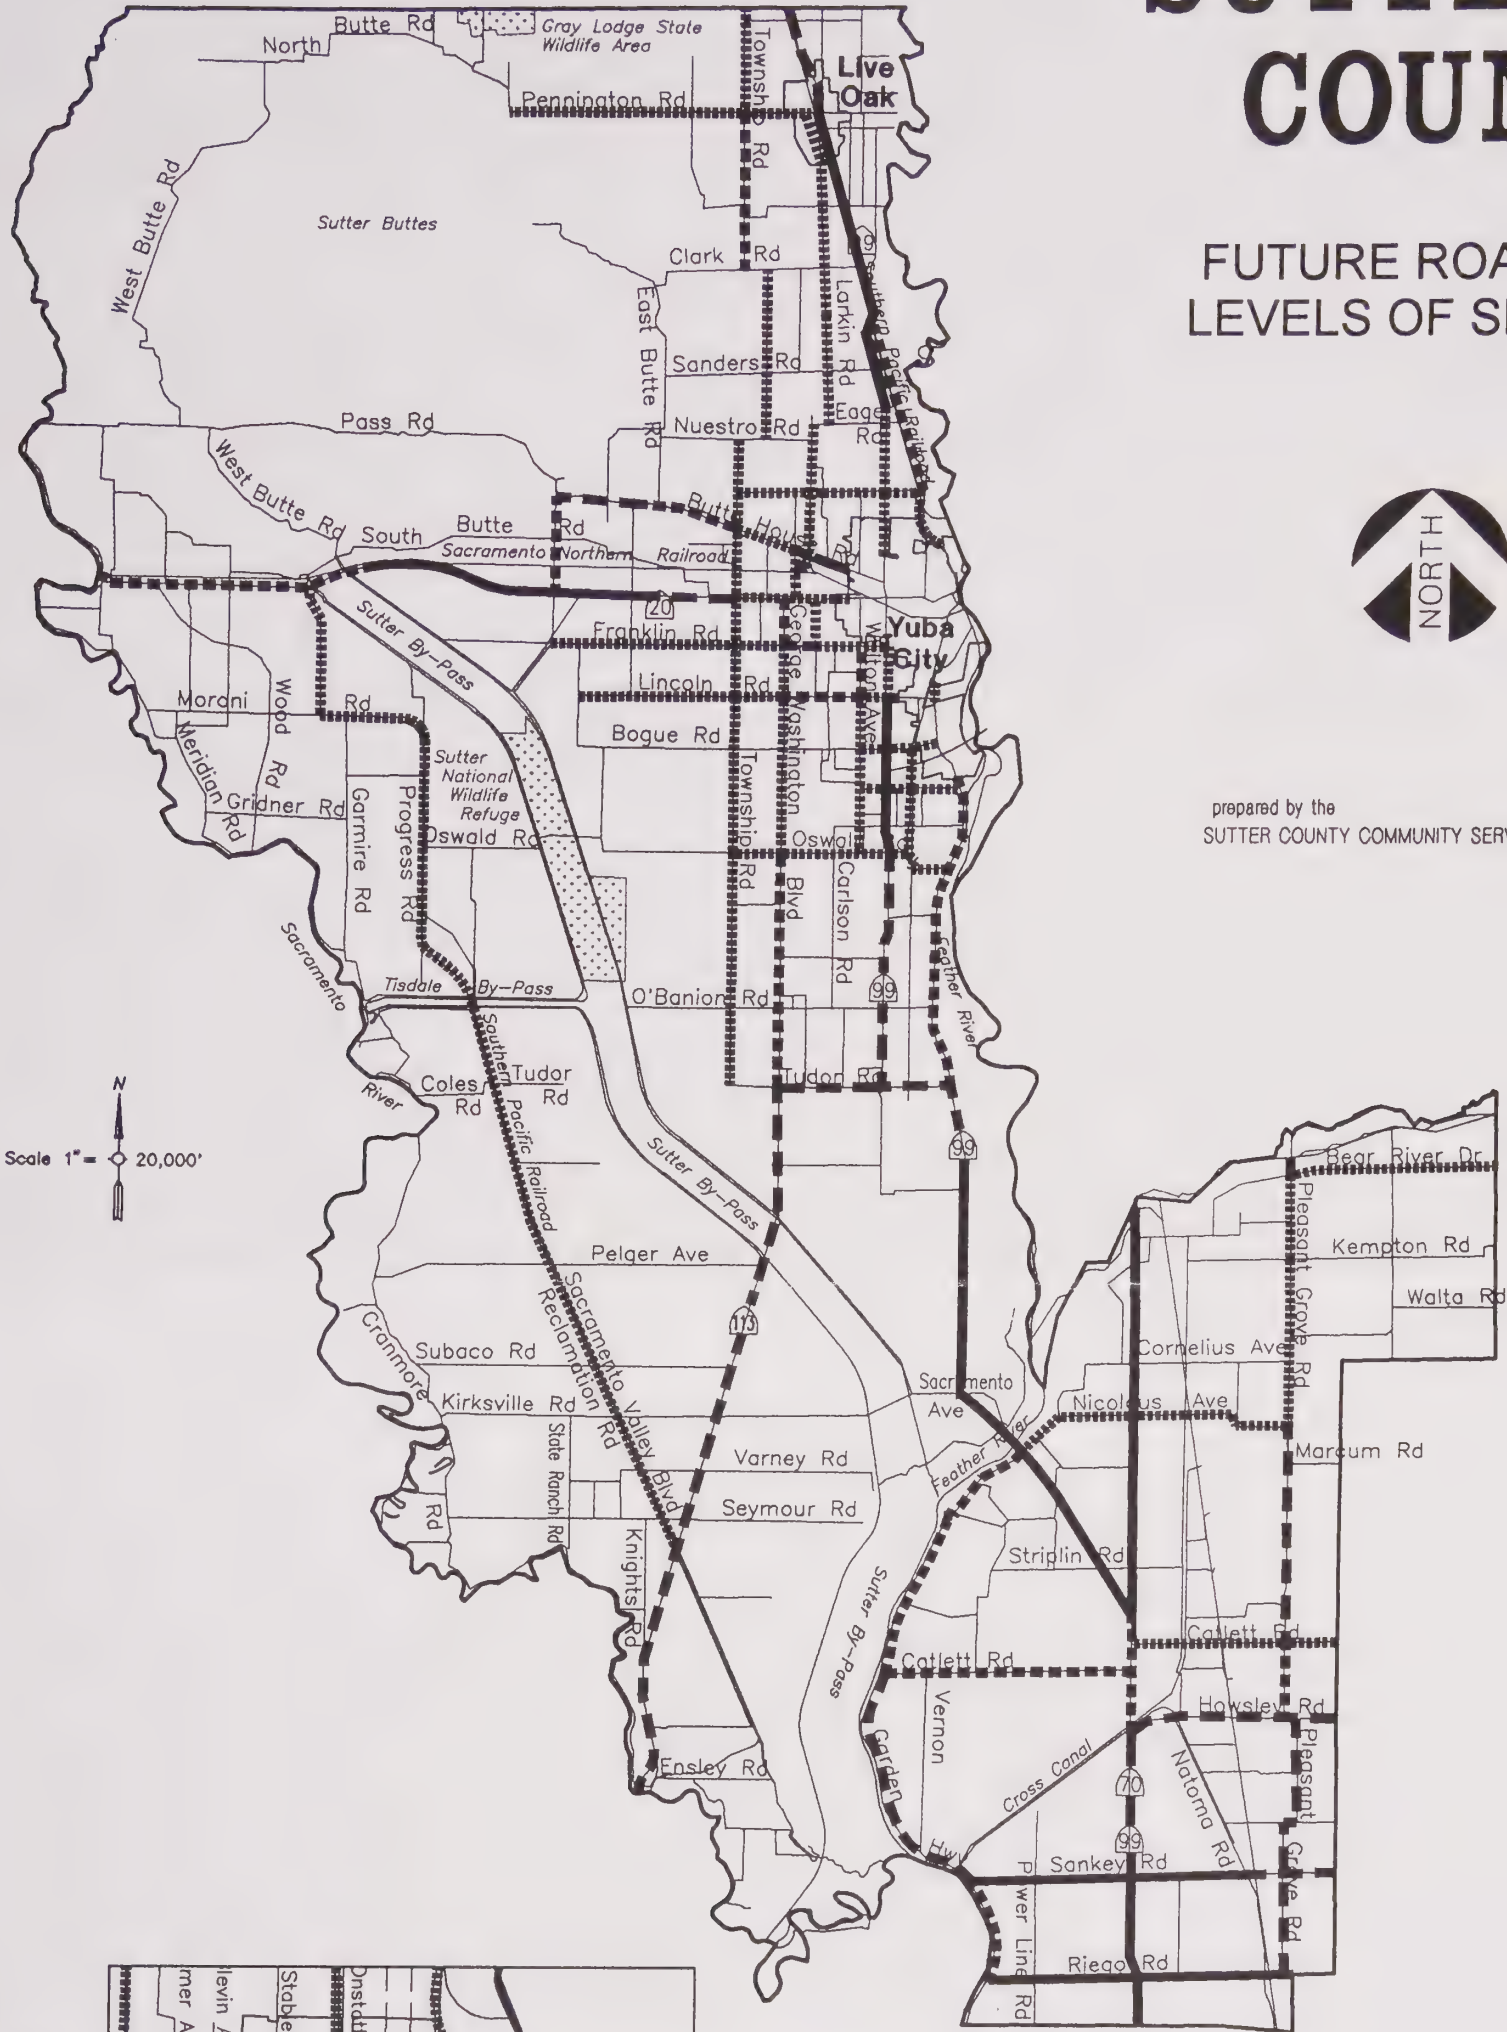 COUN
FUTURE ROA
LEVELS OF S
NORTH
prepared by the
SUTTER COUNTY COMMUNITY SERV
N
Scale 1"= 20,000'
North
Butte Rd
Gray Lodge State
Wildlife Area
Township Rd
Live
Oak
Pennington Rd
West Butte Rd
Sutter Buttes
Clark Rd
East Butte Rd
Larkin Rd
Southern Pacific Railroad
Sanders Rd
Pass Rd
Nuestro Rd
Eage
Rd
West Butte Rd
South Butte Rd
Butte House Rd
Sacramento Northern Railroad
20
Sutter By-Pass
Franklin Rd
George Washington Blvd
Walton Ave
Yuba
City
Lincoln Rd
Moroni Rd
Wood Rd
Bogue Rd
Meridian Rd
Sutter
National
Wildlife
Refuge
Township Rd
Gridner Rd
Garmire Rd
Progress Rd
Oswald Rd
Oswal
Carlson Rd
Sacramento
River
Tisdale By-Pass
O'Banion Rd
99
Feather River
Southern Pacific Railroad
Coles
Rd
Tudor
Rd
Tudor Rd
99
Sutter By-Pass
Bear River Dr
Pleasant Grove Rd
Pelger Ave
Kempton Rd
Walta Rd
Sacramento Valley Blvd
Reclamation Rd
113
Cranmore
Rd
Subaco Rd
Cornelius Ave
Sacramento
Ave
Kirksville Rd
Nicolaus Ave
State Ranch Rd
Feather River
Varney Rd
Marcum Rd
Seymour Rd
Knights Rd
Striplin Rd
Sutter By-Pass
Catlett Rd
Catlett Rd
Vernon
Howsley Rd
Garden
Hwy
Ensley Rd
Cross Canal
70
Natoma Rd
Pleasant
Grove Rd
99
Sankey Rd
Power Line Rd
Riego Rd
mer A
levin A
Stable
Onstott